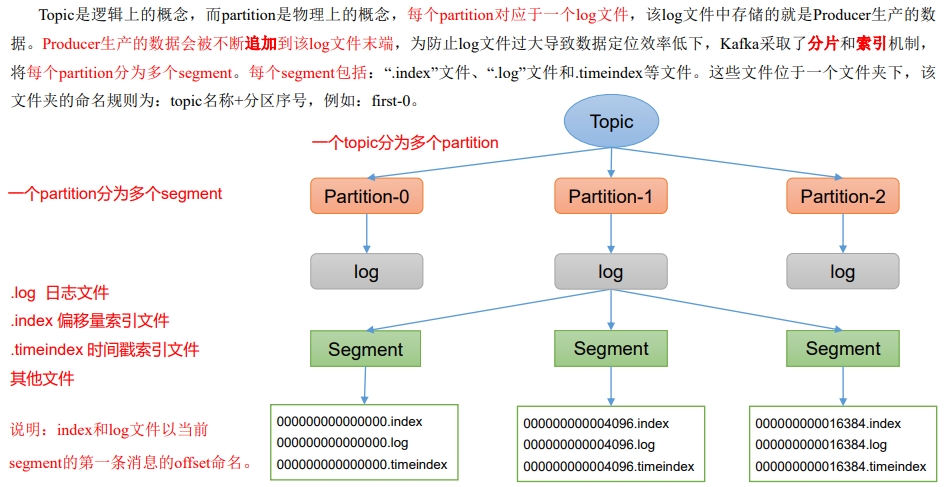 Topic是逻辑上的概念，而partition是物理上的概念，每个partition对应于一个log文件，该log文件中存储的就是Producer生产的数
据。Producer生产的数据会被不断追加到该log文件末端，为防止log文件过大导致数据定位效率低下，Kafka采取了分片和索引机制，
将每个partition分为多个segment。每个segment包括：“.index”文件、“.log”文件和.timeindex等文件。这些文件位于一个文件夹下，该
文件夹的命名规则为：topic名称+分区序号，例如：first-0。
Topic
一个topic分为多个partition
一个partition分为多个segment
Partition-0
Partition-1
Partition-2
log
log
log
.log 日志文件
.index 偏移量索引文件
.timeindex 时间戳索引文件
其他文件
Segment
Segment
Segment
说明：index和log文件以当前
segment的第一条消息的offset命名。
000000000000000.index
000000000000000.log
000000000000000.timeindex
000000000004096.index
000000000004096.log
000000000004096.timeindex
000000000016384.index
000000000016384.log
000000000016384.timeindex